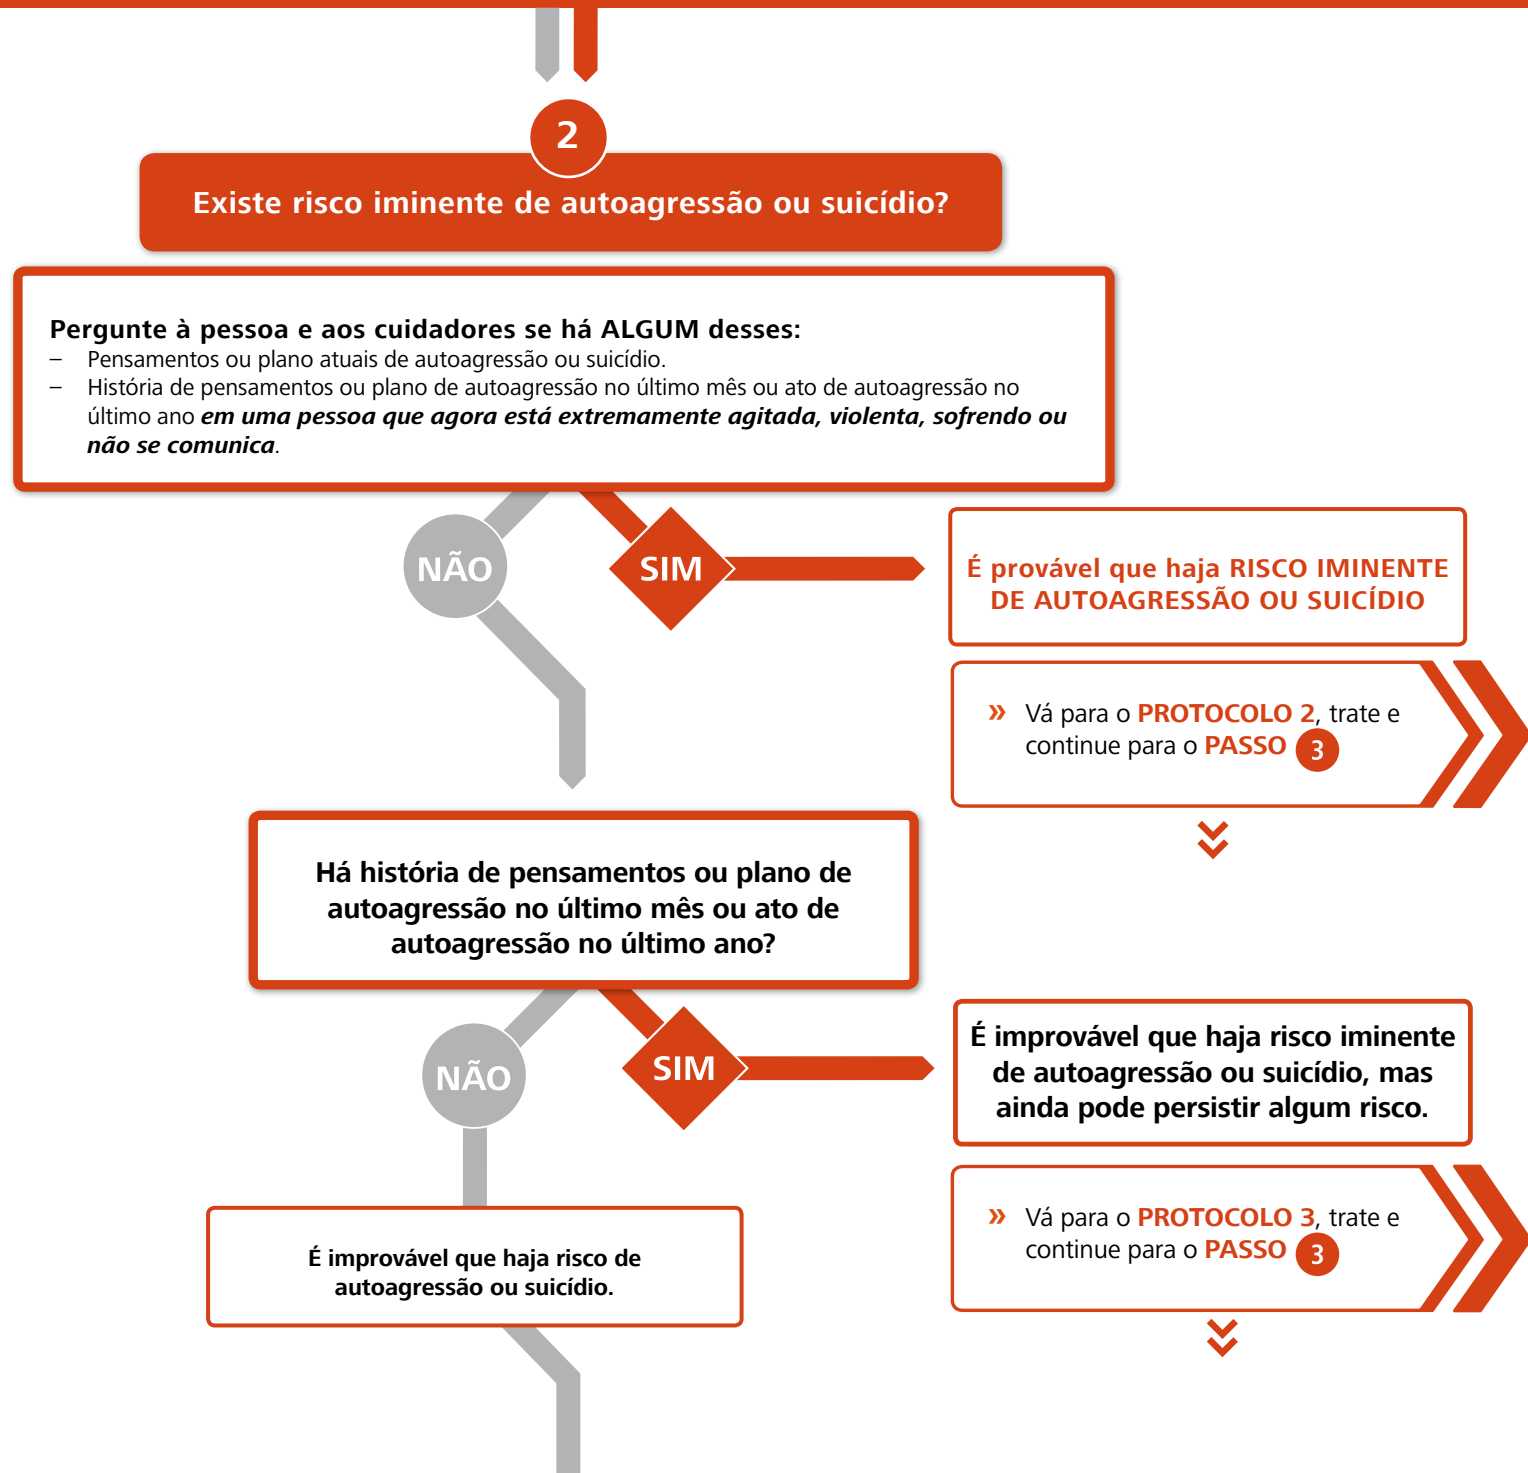 2
Existe risco iminente de autoagressão ou suicídio?
Pergunte à pessoa e aos cuidadores se há ALGUM desses:
– Pensamentos ou plano atuais de autoagressão ou suicídio.
– História de pensamentos ou plano de autoagressão no último mês ou ato de autoagressão no
último ano em uma pessoa que agora está extremamente agitada, violenta, sofrendo ou
não se comunica.
NÃO
SIM
É provável que haja RISCO IMINENTE
DE AUTOAGRESSÃO OU SUICÍDIO
» Vá para o PROTOCOLO 2, trate e
continue para o PASSO 3
Há história de pensamentos ou plano de
autoagressão no último mês ou ato de
autoagressão no último ano?
NÃO
SIM
É improvável que haja risco iminente
de autoagressão ou suicídio, mas
ainda pode persistir algum risco.
» Vá para o PROTOCOLO 3, trate e
continue para o PASSO 3
É improvável que haja risco de
autoagressão ou suicídio.